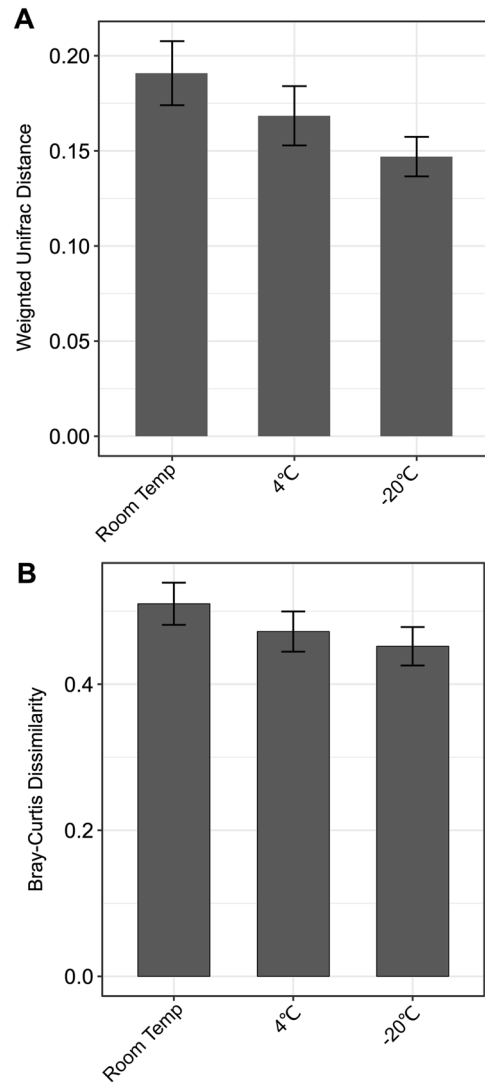 A
Weignted Unifrac Distance
0.20
0.15
0.10
0.05
0.00
Room Temp
4°C
-20°C
B
Bray-Curtis Dissimilarity
0.4
0.2
0.0
Room Temp
4°C
-20°C